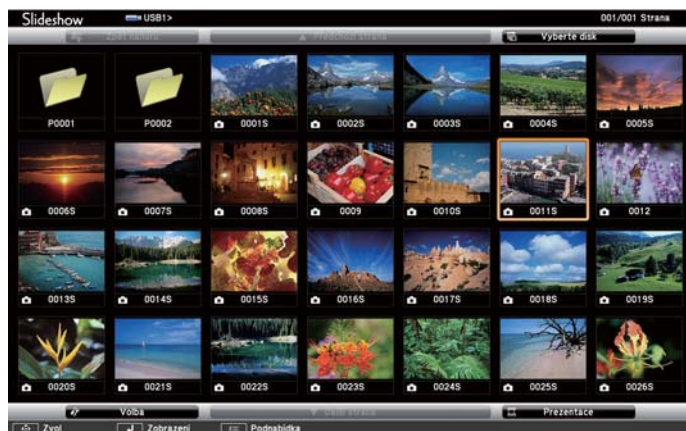 Slideshow USB1> 001/001 Strana
Zpět nahoru ▲ Předchozí strana Vyberte disk
P0001 P0002 0001S 0002S 0003S 0004S 0005S
0006S 0007S 0008S 0009 0010S 0011S 0012
0013S 0014S 0015S 0016S 0017S 0018S 0019S
0020S 0021S 0022S 0023S 0024S 0025S 0026S
Volba ▼ Další strana Prezentace
Zvol Zobrazení Podnabídka